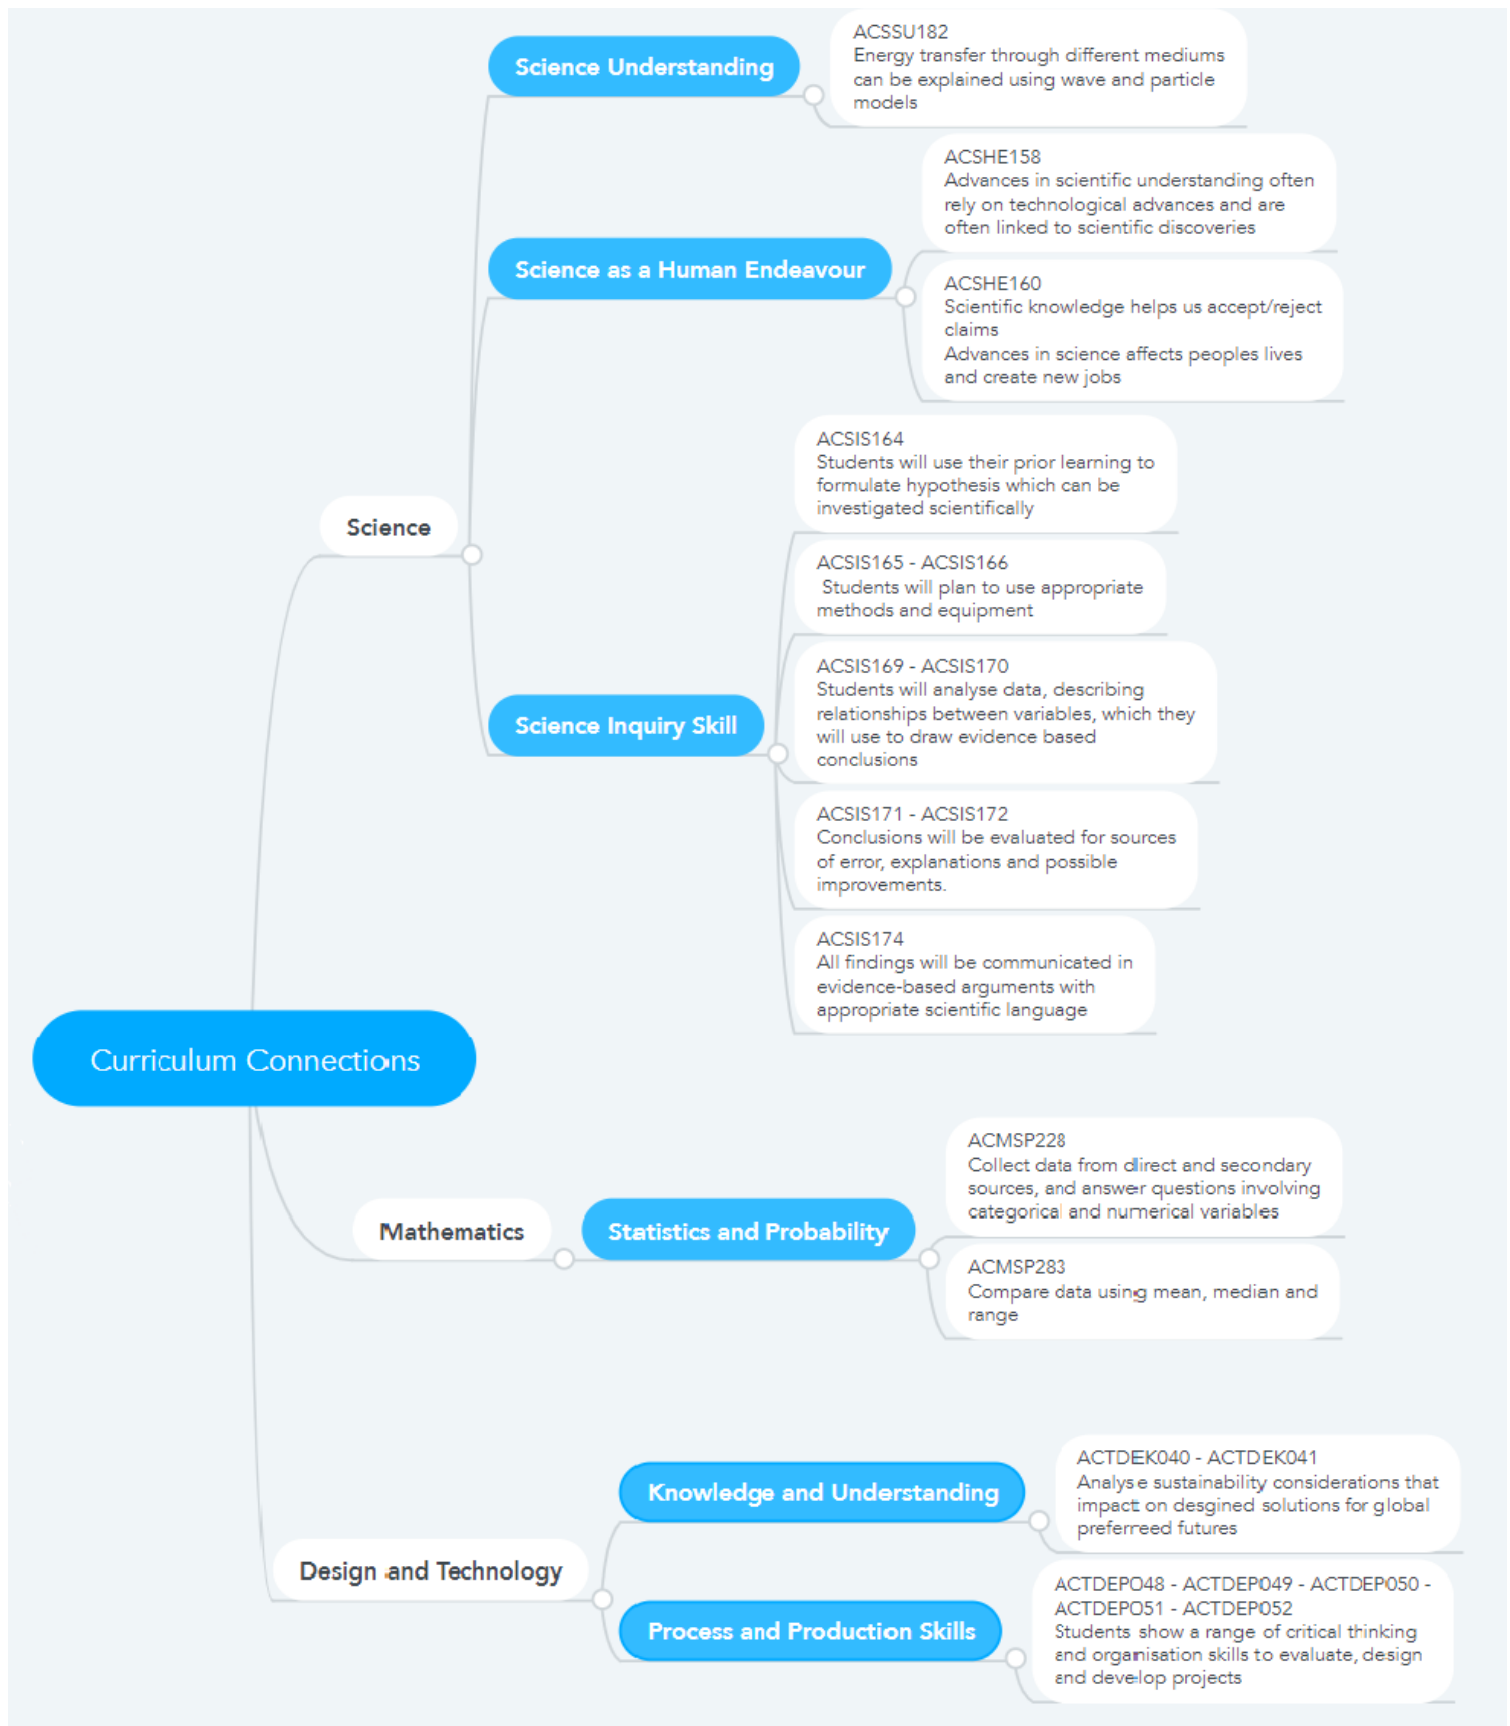 Science Understanding
ACSSU182
Energy transfer through different mediums
can be explained using wave and particle
models
Science as a Human Endeavour
ACSHE158
Advances in scientific understanding often
rely on technological advances and are
often linked to scientific discoveries
ACSHE160
Scientific knowledge helps us accept/reject
claims
Advances in science affects peoples lives
and create new jobs
Science
Science Inquiry Skill
ACSIS164
Students will use their prior learning to
formulate hypothesis which can be
investigated scientifically
ACSIS165 - ACSIS166
Students will plan to use appropriate
methods and equipment
ACSIS169 - ACSIS170
Students will analyse data, describing
relationships between variables, which they
will use to draw evidence based
conclusions
ACSIS171 - ACSIS172
Conclusions will be evaluated for sources
of error, explanations and possible
improvements.
ACSIS174
All findings will be communicated in
evidence-based arguments with
appropriate scientific language
Curriculum Connections
Mathematics
Statistics and Probability
ACMSP228
Collect data from direct and secondary
sources, and answer questions involving
categorical and numerical variables
ACMSP283
Compare data using mean, median and
range
Design and Technology
Knowledge and Understanding
ACTDEK040 - ACTDEK041
Analyse sustainability considerations that
impact on desgined solutions for global
preferreed futures
Process and Production Skills
ACTDEPO48 - ACTDEP049 - ACTDEP050 -
ACTDEPO51 - ACTDEP052
Students show a range of critical thinking
and organisation skills to evaluate, design
and develop projects